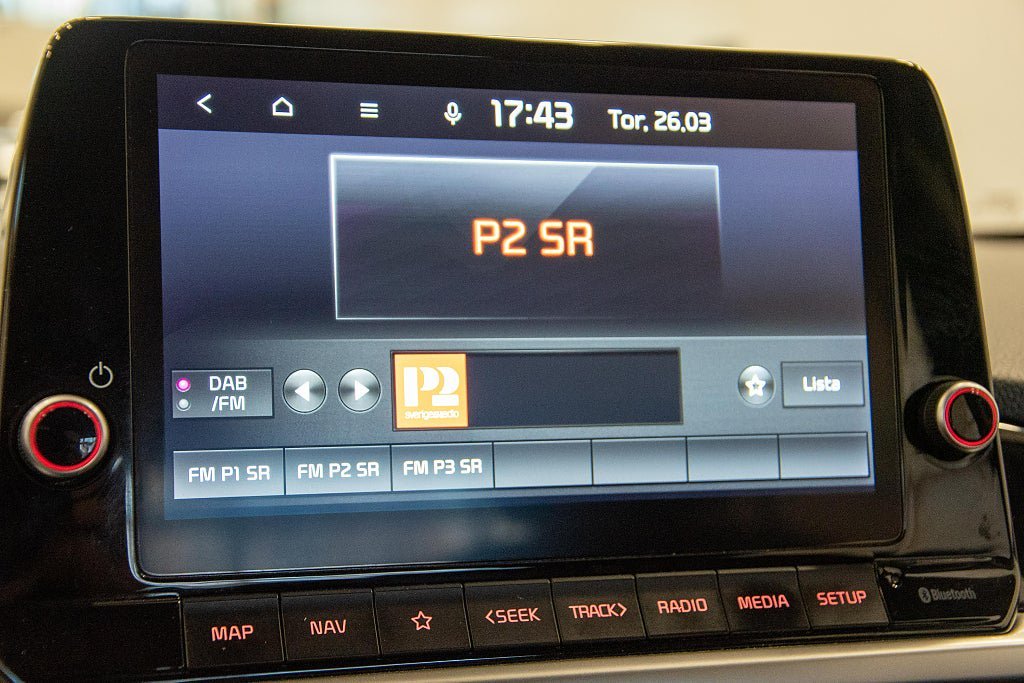 17:43 Tor, 26.03
P2 SR
DAB
/FM
P2
sverigesradio
Lista
FM P1 SR FM P2 SR FM P3 SR
MAP NAV <SEEK TRACK> RADIO MEDIA SETUP
Bluetooth